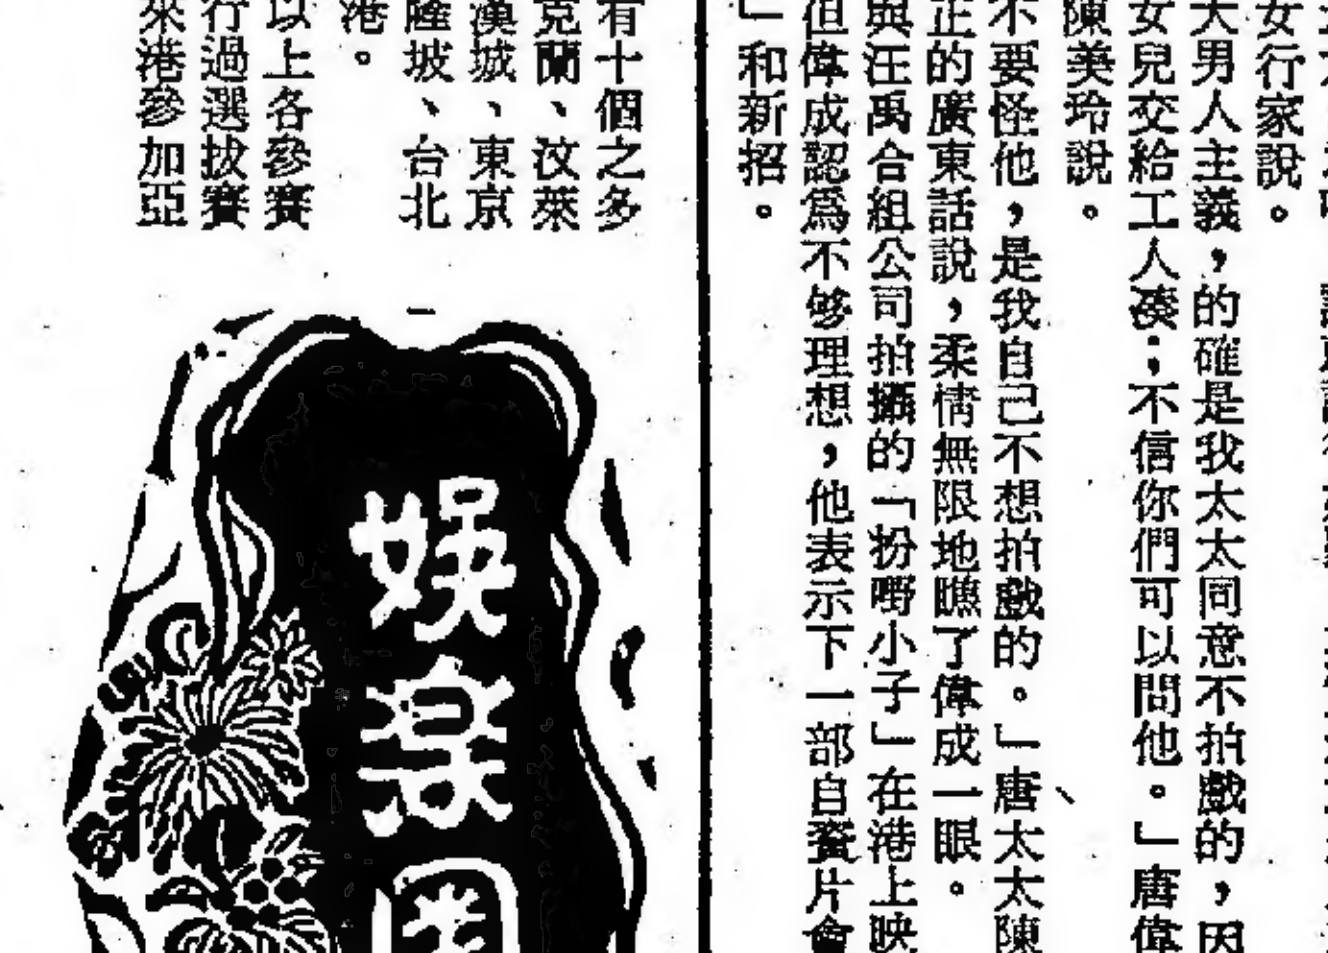 女行家說。
大男人主義，的確是我太太同意不拍戲的，因
女兒交給工人湊；不信你們可以問他。」唐偉
陳美玲說。
不要怪他，是我自己不想拍戲的。」唐太太陳
正的廣東話說，柔情無限地瞧了偉成一眼。
與汪禹合組公司拍攝的「扮嘢小子」在港上映
但偉成認爲不够理想，他表示下一部自資片會
」和新招。
有十個之多
克蘭、汶萊
漢城、東京
隆坡、台北
港。
以上各參賽
行過選拔賽
來港參加亞
娛樂圈